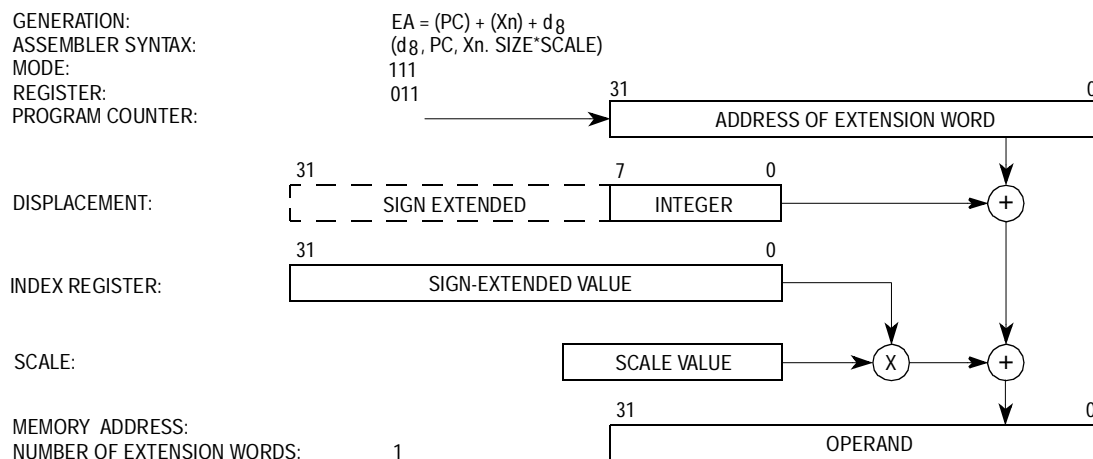 GENERATION: EA = (PC) + (Xn) + d8
ASSEMBLER SYNTAX: (d8, PC, Xn. SIZE*SCALE)
MODE: 111
REGISTER: 011 31 0
PROGRAM COUNTER: ADDRESS OF EXTENSION WORD
31 7 0
DISPLACEMENT: SIGN EXTENDED INTEGER +
31 0
INDEX REGISTER: SIGN-EXTENDED VALUE
SCALE: SCALE VALUE X +
31 0
MEMORY ADDRESS: OPERAND
NUMBER OF EXTENSION WORDS: 1